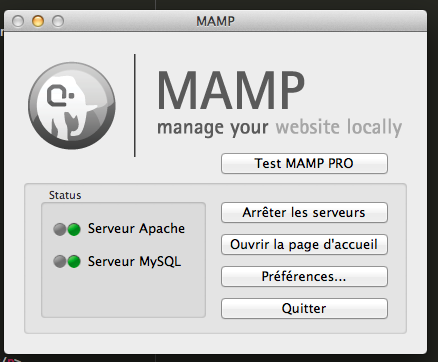 MAMP
MAMP
manage your website locally
Test MAMP PRO
Status
Arrêter les serveurs
Serveur Apache
Ouvrir la page d'accueil
Serveur MySQL
Préférences...
Quitter